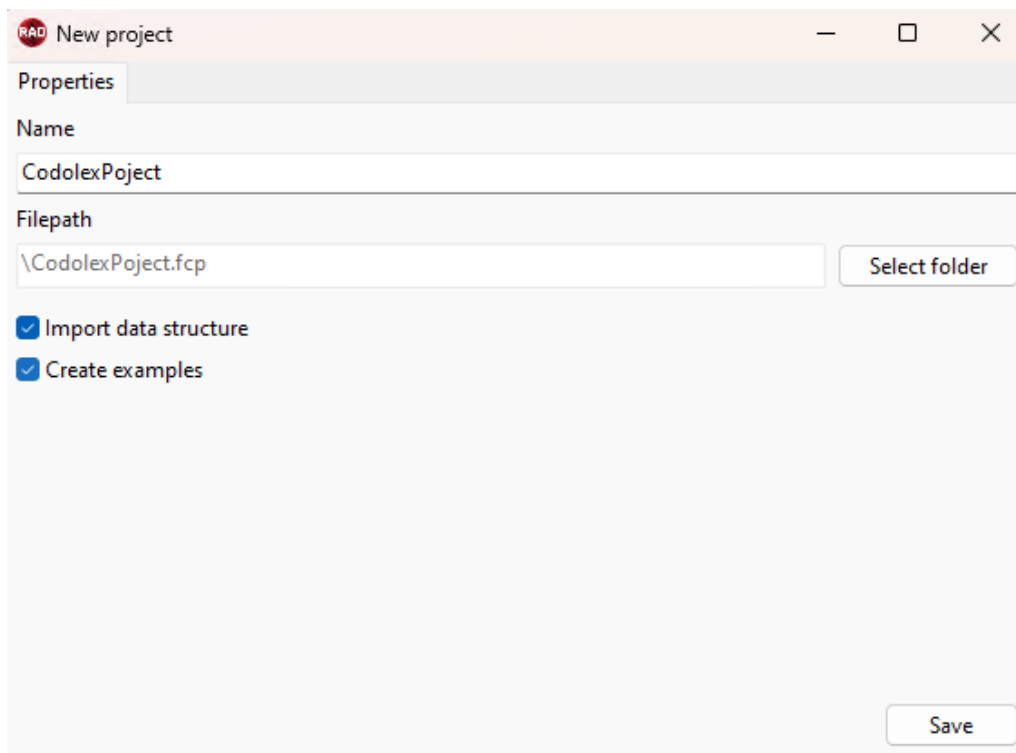 RAD New project
Properties
Name
CodolexPoject
Filepath
\CodolexPoject.fcp
Select folder
Import data structure
Create examples
Save